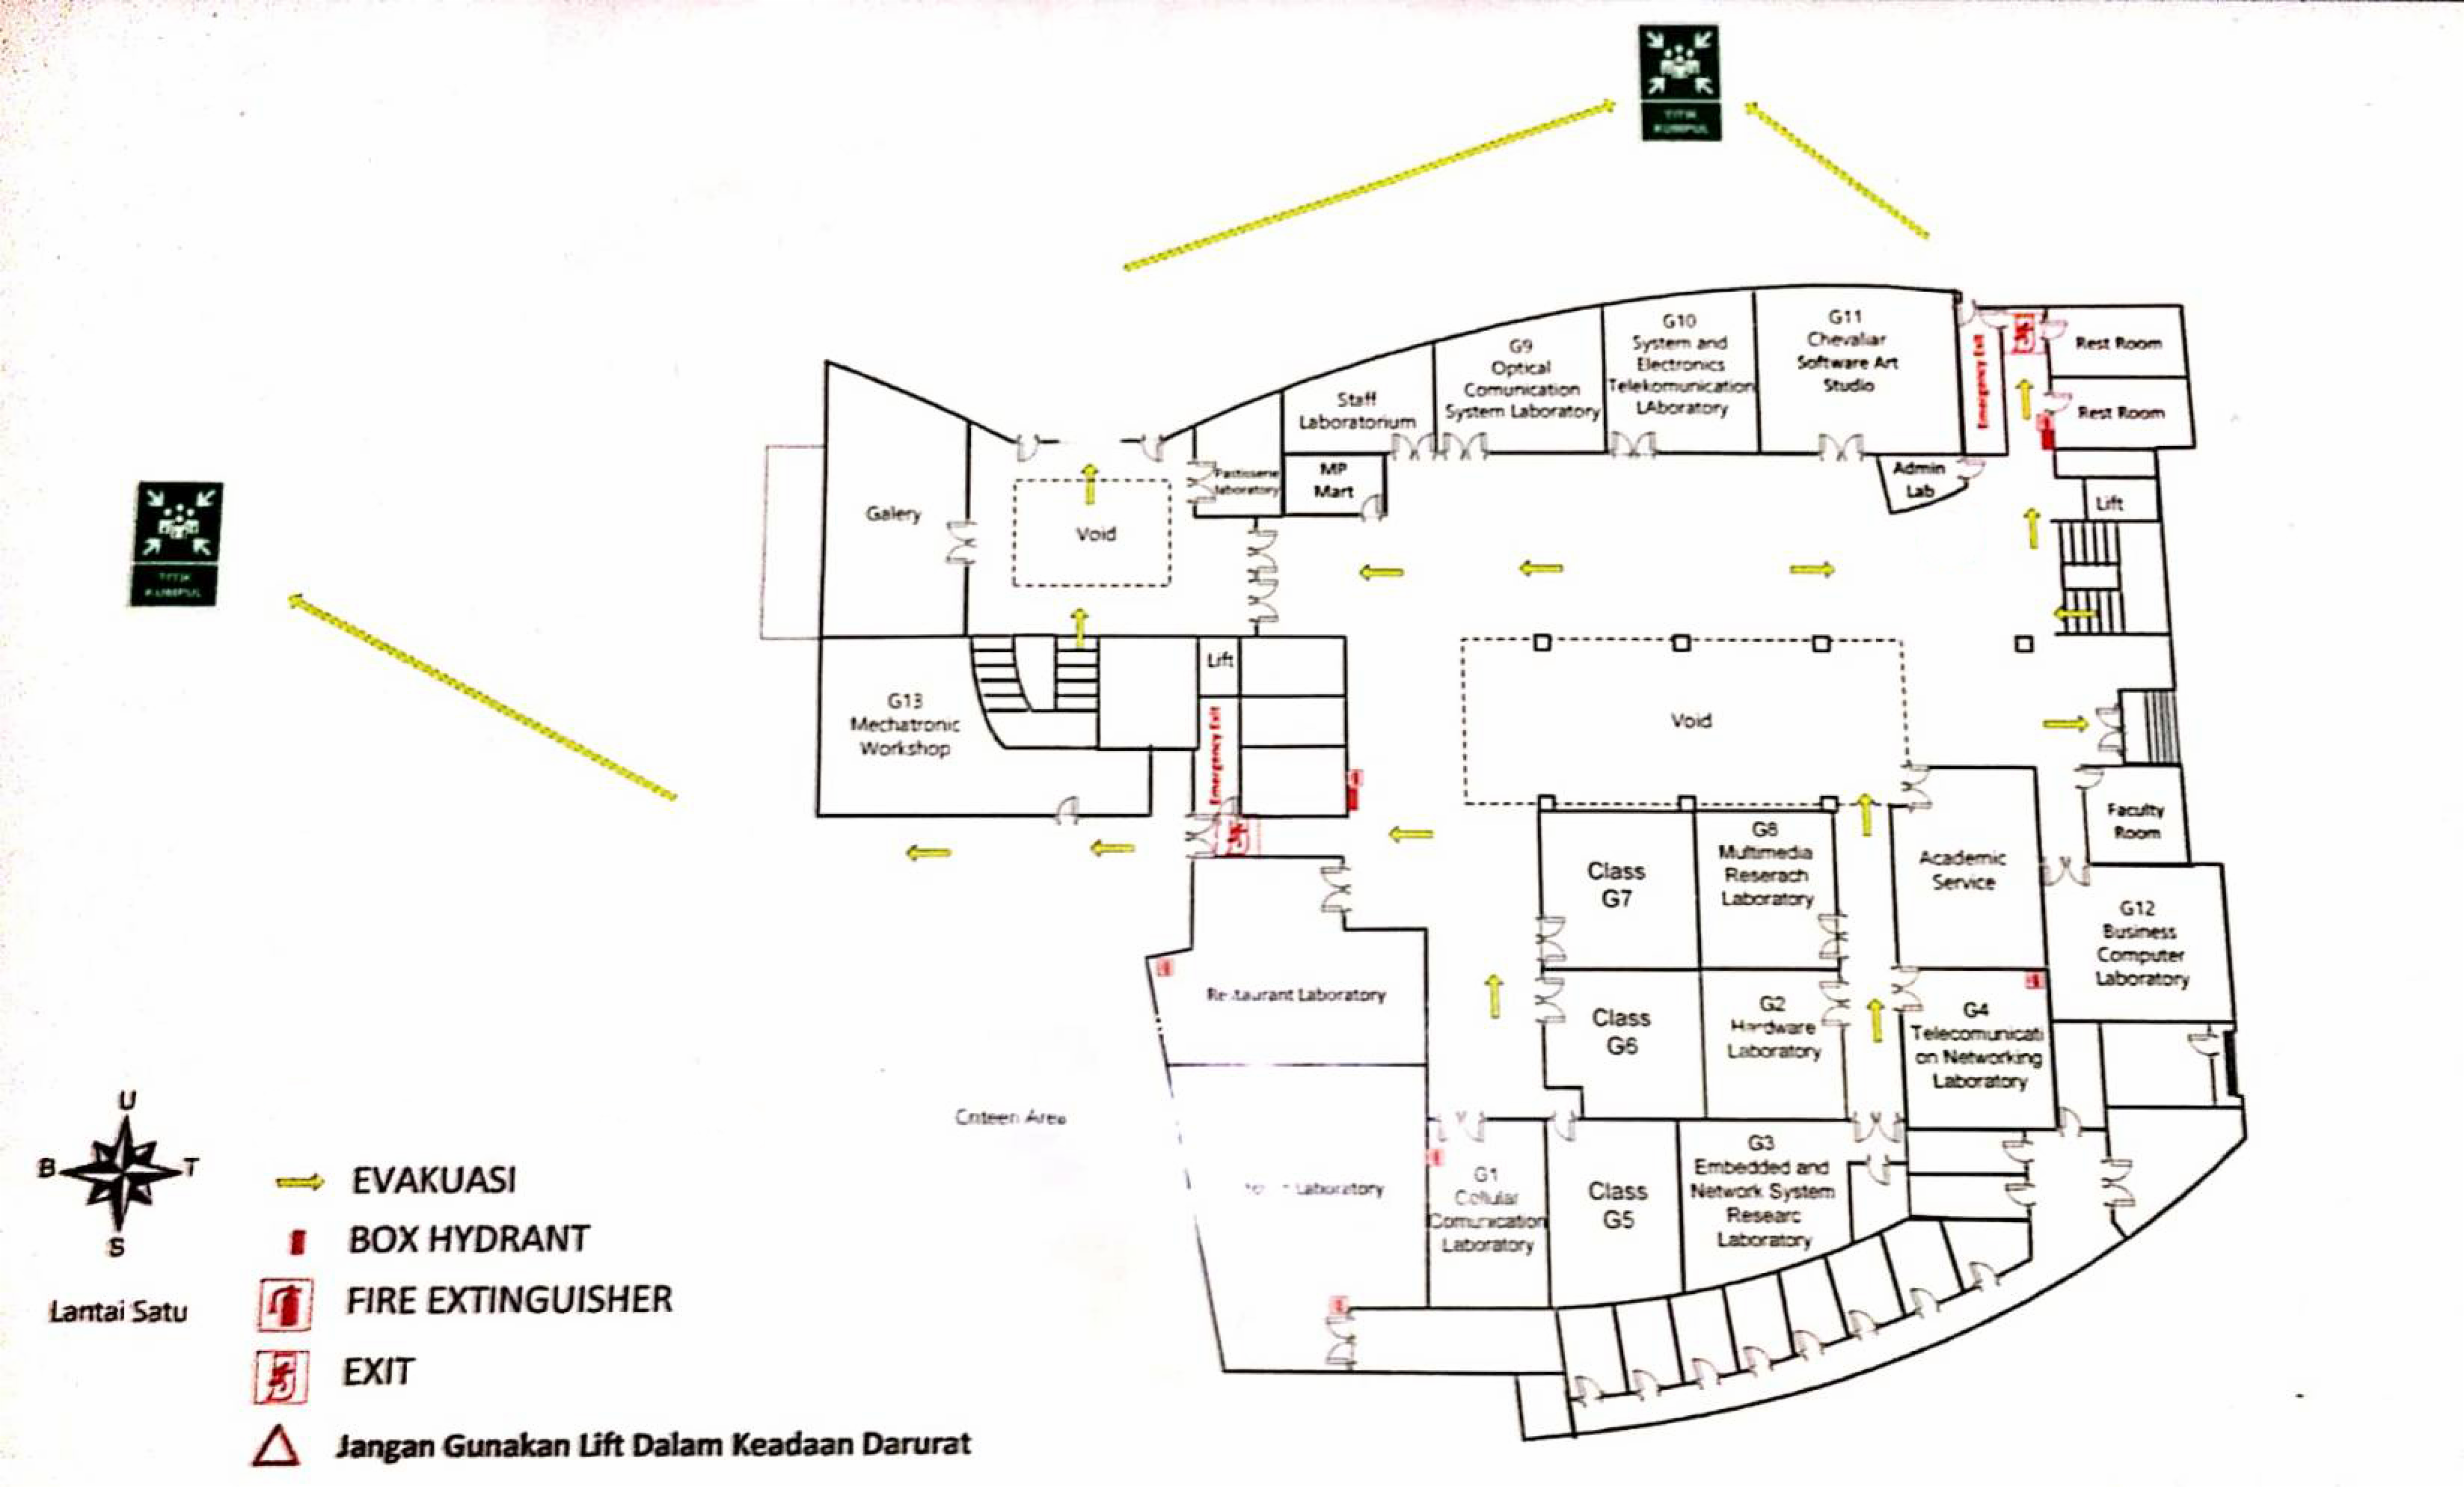 TITIK
KUMPUL
G11
Chevaliar
Software Art
Studio
G10
System and
Electronics
Telekomunication
LAboratory
G9
Optical
Comunication
System Laboratory
Staff
Laboratorium
Emergency Exit
Rest Room
Rest Room
Pastisserie
laboratory
MP
Mart
Admin
Lab
Lift
Galery
Void
TITIK
KUMPUL
Lift
G13
Mechatronic
Workshop
Emergency Exit
Void
Faculty
Room
Class
G7
G8
Multimedia
Reserach
Laboratory
Academic
Service
G12
Business
Computer
Laboratory
Restaurant Laboratory
Class
G6
G2
Hardware
Laboratory
G4
Telecomunicati
on Networking
Laboratory
Criteen Area
Laboratory
G1
Cellular
Comunication
Laboratory
Class
G5
G3
Embedded and
Network System
Researc
Laboratory
U
B T
S
Lantai Satu
EVAKUASI
BOX HYDRANT
FIRE EXTINGUISHER
EXIT
Jangan Gunakan Lift Dalam Keadaan Darurat